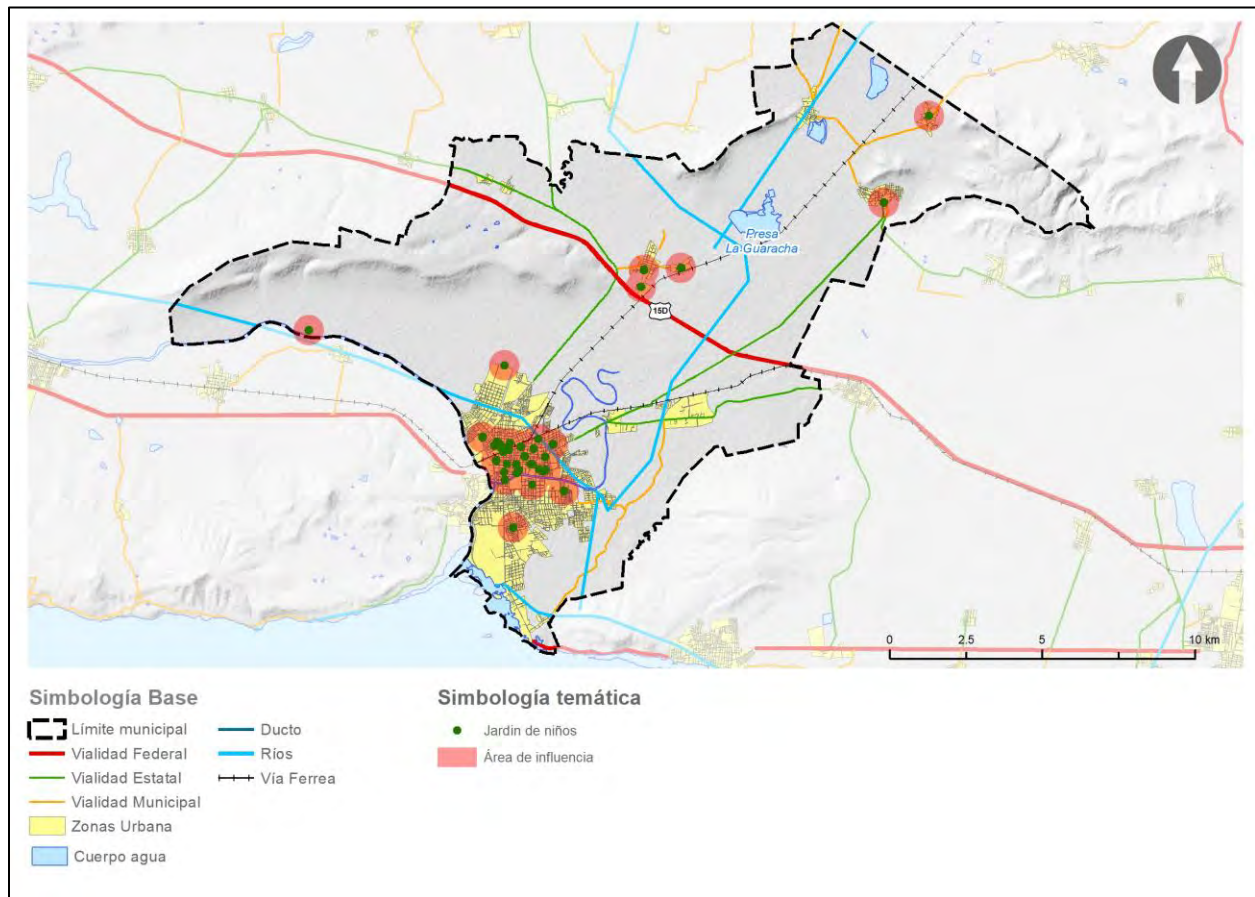 Presa
La Guaracha
15D
0 2.5 5 10 km
Simbología Base
Límite municipal
Vialidad Federal
Vialidad Estatal
Vialidad Municipal
Zonas Urbana
Cuerpo agua
Ducto
Ríos
Vía Ferrea
Simbología temática
Jardin de niños
Área de influencia